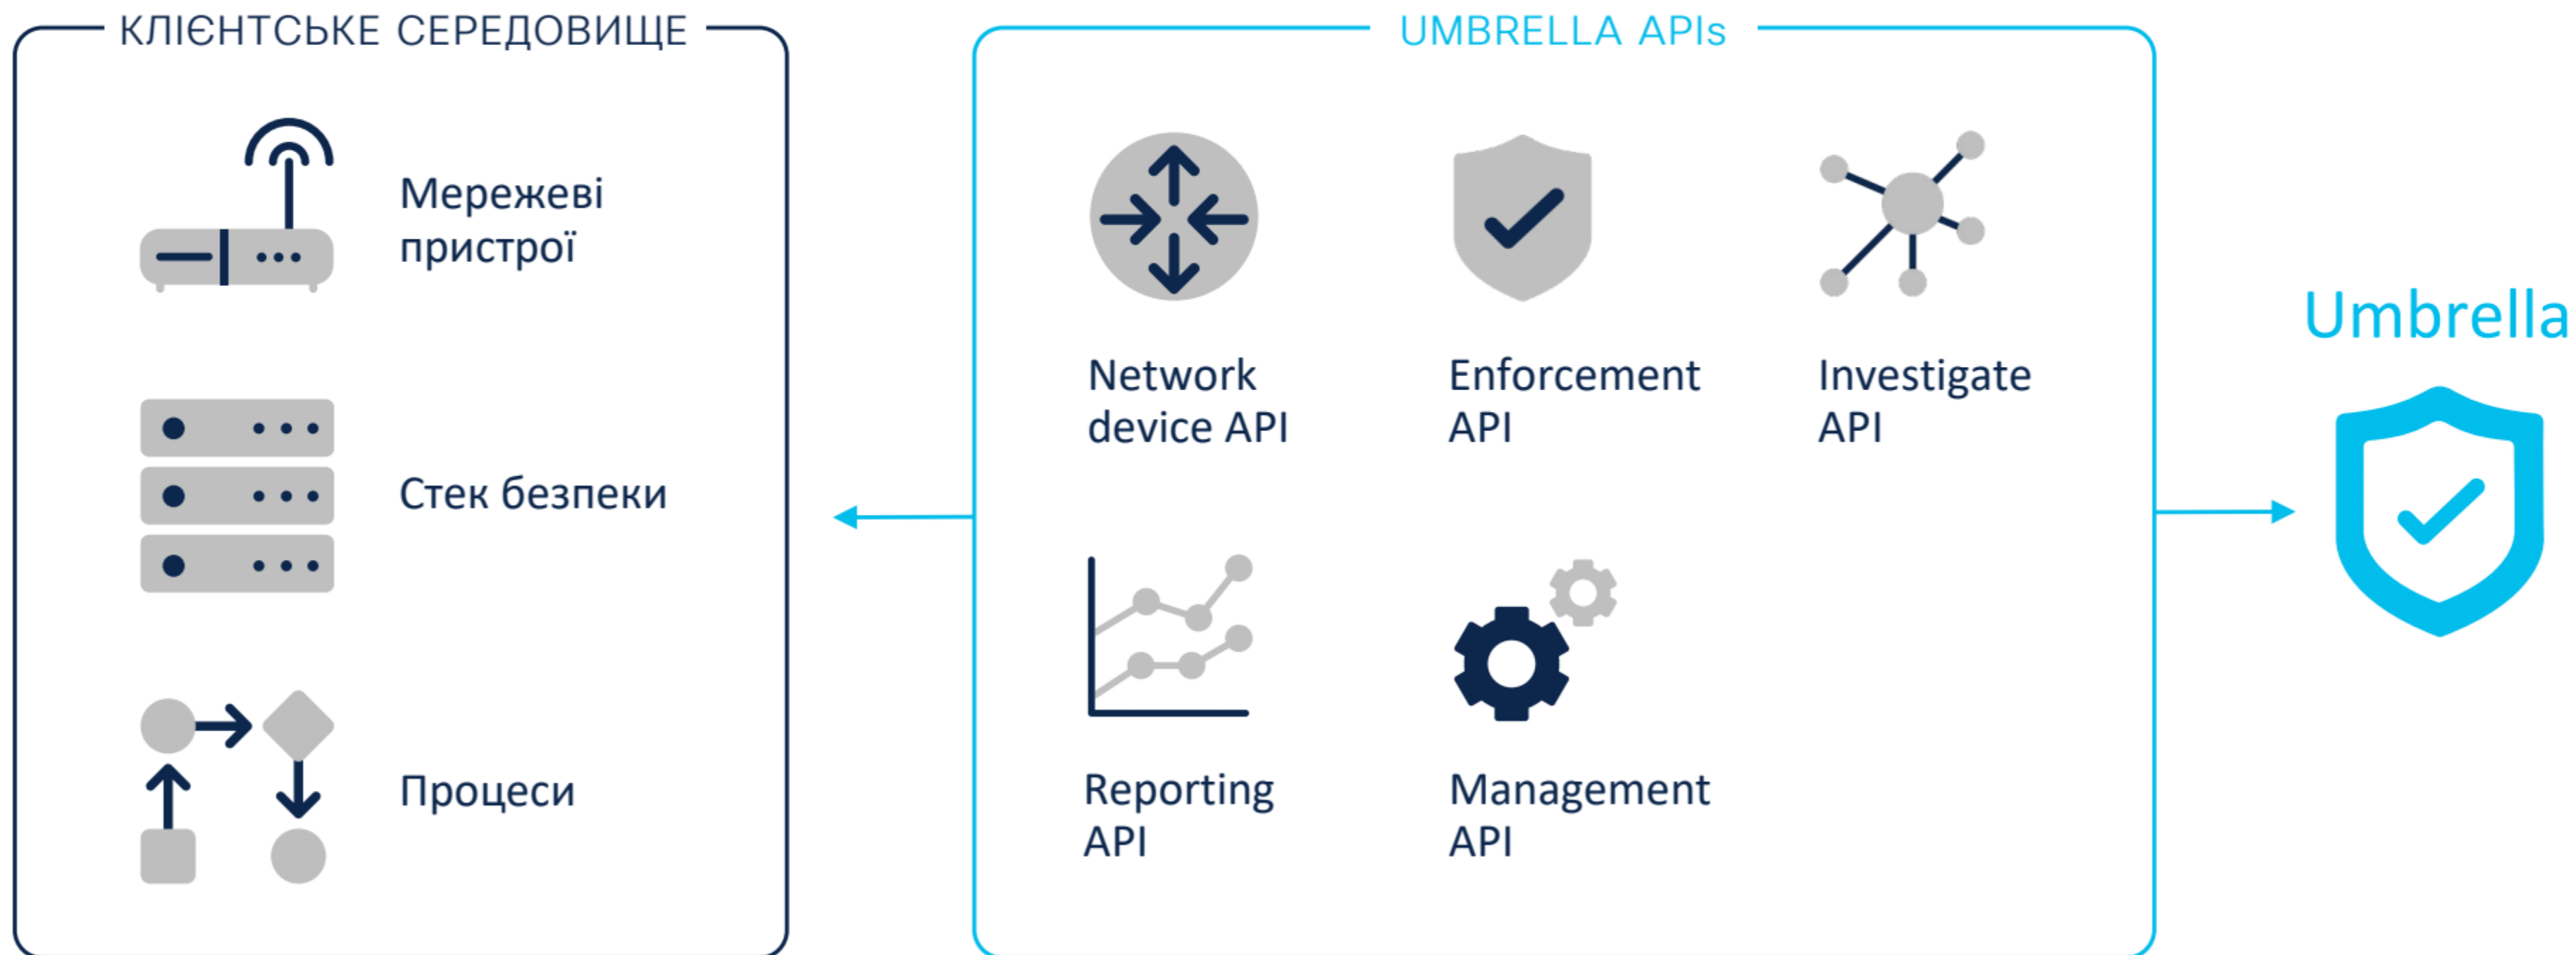 КЛІЄНТСЬКЕ СЕРЕДОВИЩЕ
Мережеві
пристрої
Стек безпеки
Процеси
UMBRELLA APIs
Network
device API
Enforcement
API
Investigate
API
Reporting
API
Management
API
Umbrella